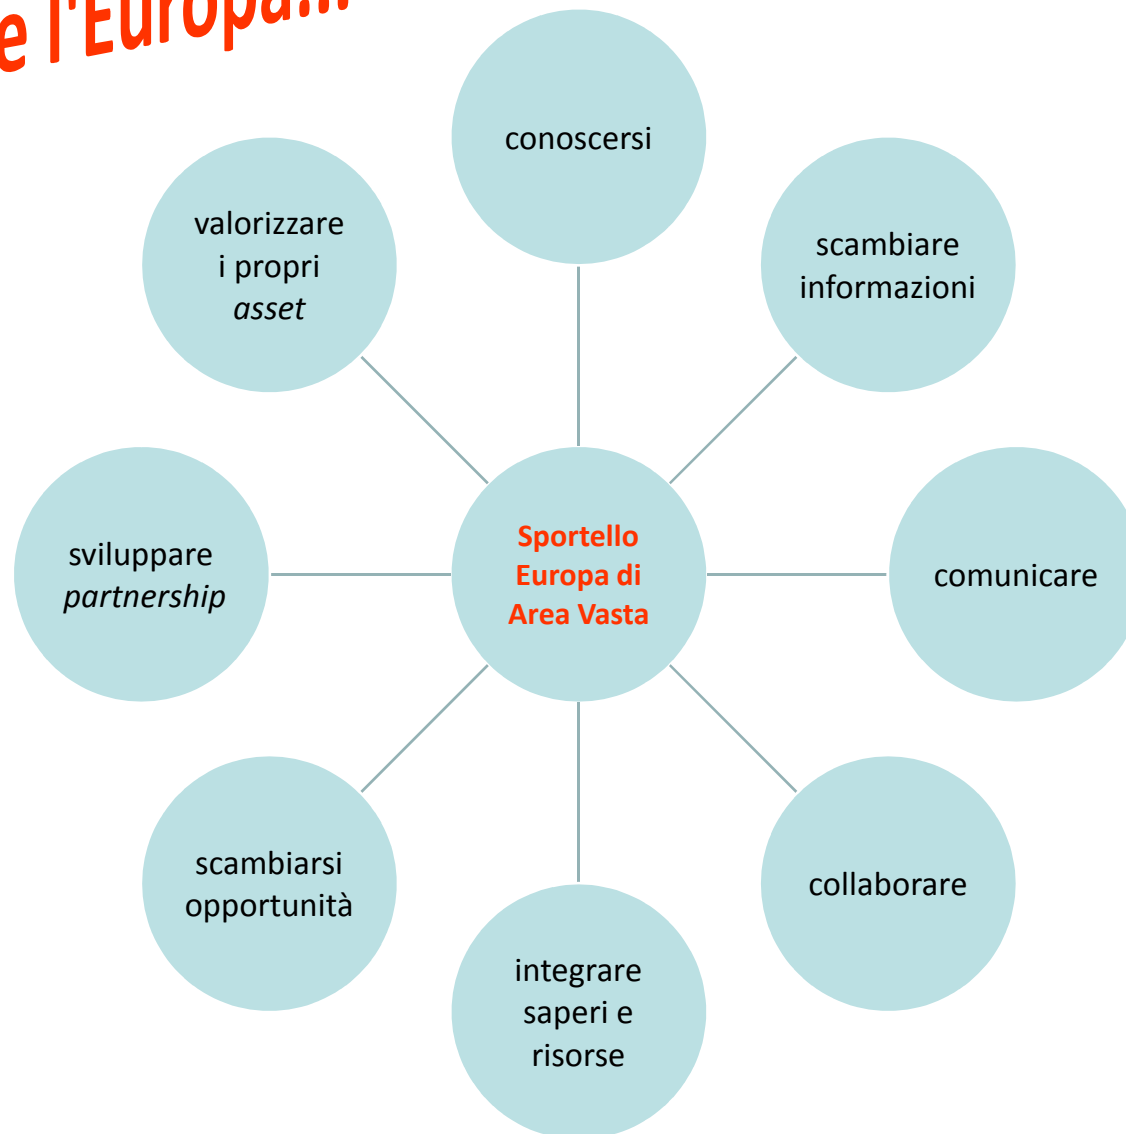 e l'Europa...
conoscersi
scambiare
informazioni
comunicare
collaborare
integrare
saperi e
risorse
scambiarsi
opportunità
sviluppare
partnership
valorizzare
i propri
asset
Sportello
Europa di
Area Vasta